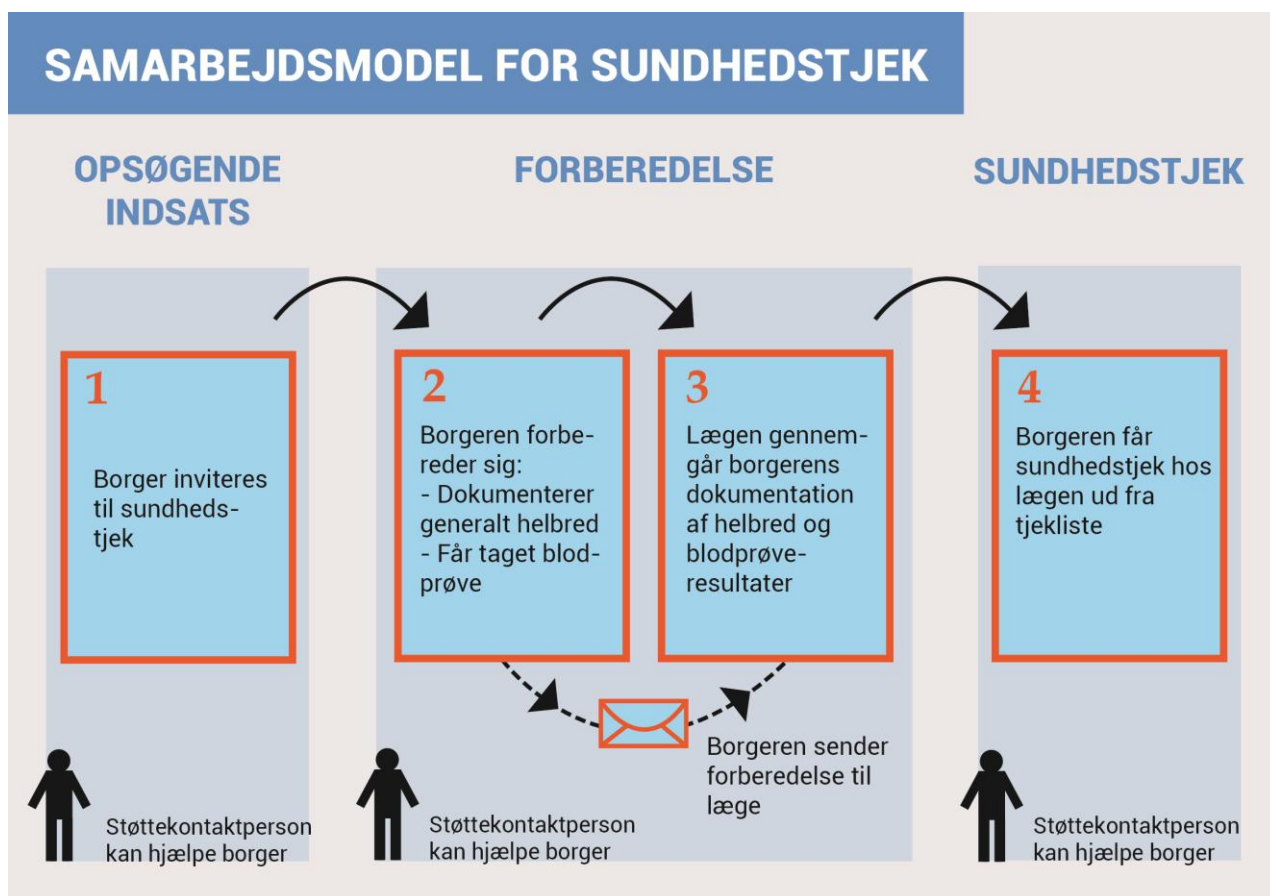 SAMARBEJDSMODEL FOR SUNDHEDSTJEK
OPSØGENDE
INDSATS
FORBEREDELSE
SUNDHEDSTJEK
1
Borger inviteres
til sundheds-
tjek
2
Borgeren forbe-
reder sig:
- Dokumenterer
generalt helbred
- Får taget blod-
prøve
3
Lægen gennem-
går borgerens
dokumentation
af helbred og
blodprøve-
resultater
4
Borgeren får
sundhedstjek hos
lægen ud fra
tjekliste
Borgeren sender
forberedelse til
læge
Støttekontaktperson
kan hjælpe borger
Støttekontaktperson
kan hjælpe borger
Støttekontaktperson
kan hjælpe borger